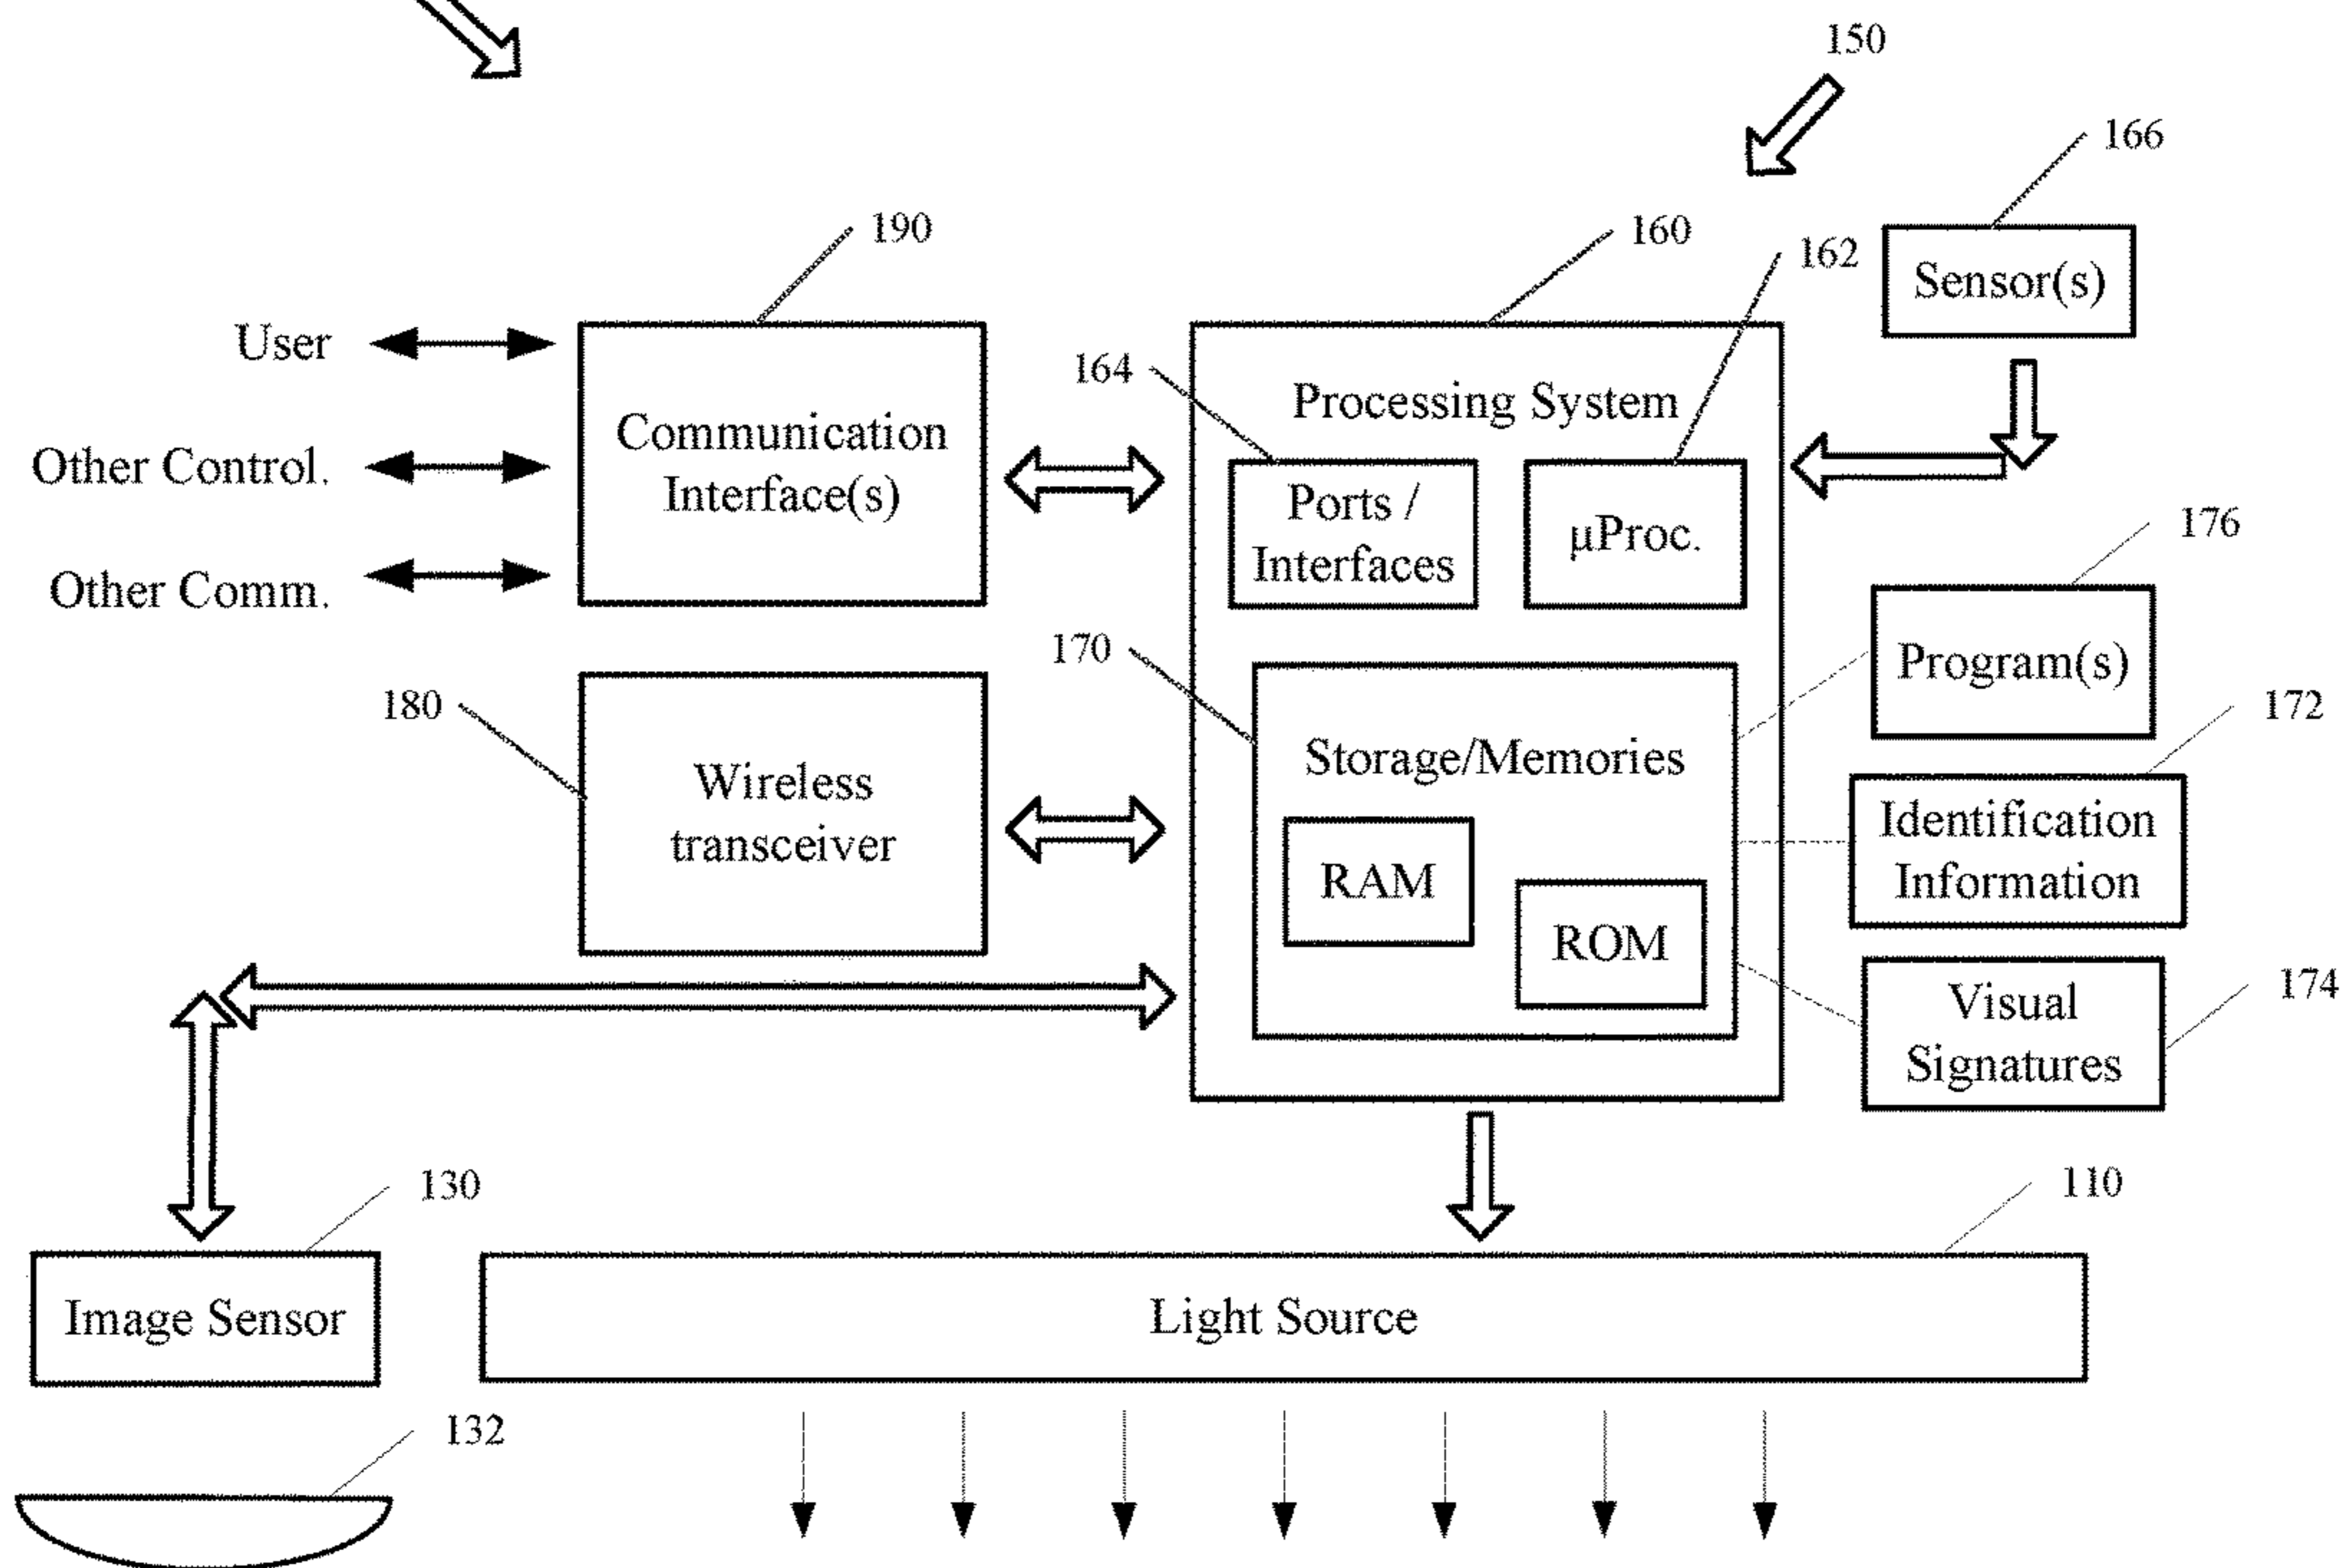 150
166
190
160
162
Sensor(s)
User
164
Processing System
Communication
Interface(s)
Other Control.
Ports /
Interfaces
μProc.
176
Other Comm.
170
Program(s)
180
172
Wireless
transceiver
Storage/Memories
Identification
Information
RAM
ROM
174
Visual
Signatures
130
110
Image Sensor
Light Source
132